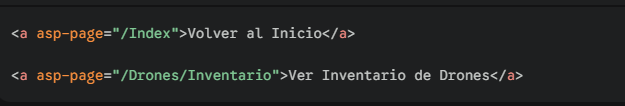 <a asp-page="/Index">Volver al Inicio</a>
<a asp-page="/Drones/Inventario">Ver Inventario de Drones</a>